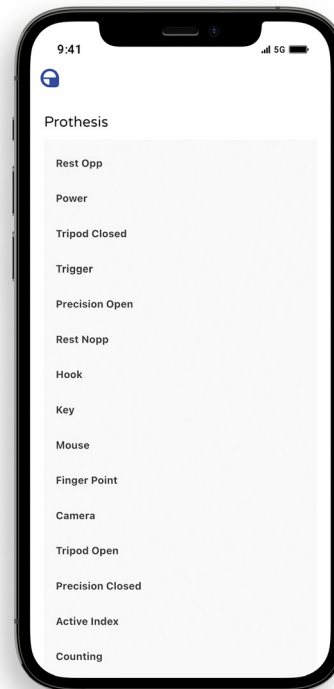 9:41
5G
Prothesis
Rest Opp
Power
Tripod Closed
Trigger
Precision Open
Rest Nopp
Hook
Key
Mouse
Finger Point
Camera
Tripod Open
Precision Closed
Active Index
Counting